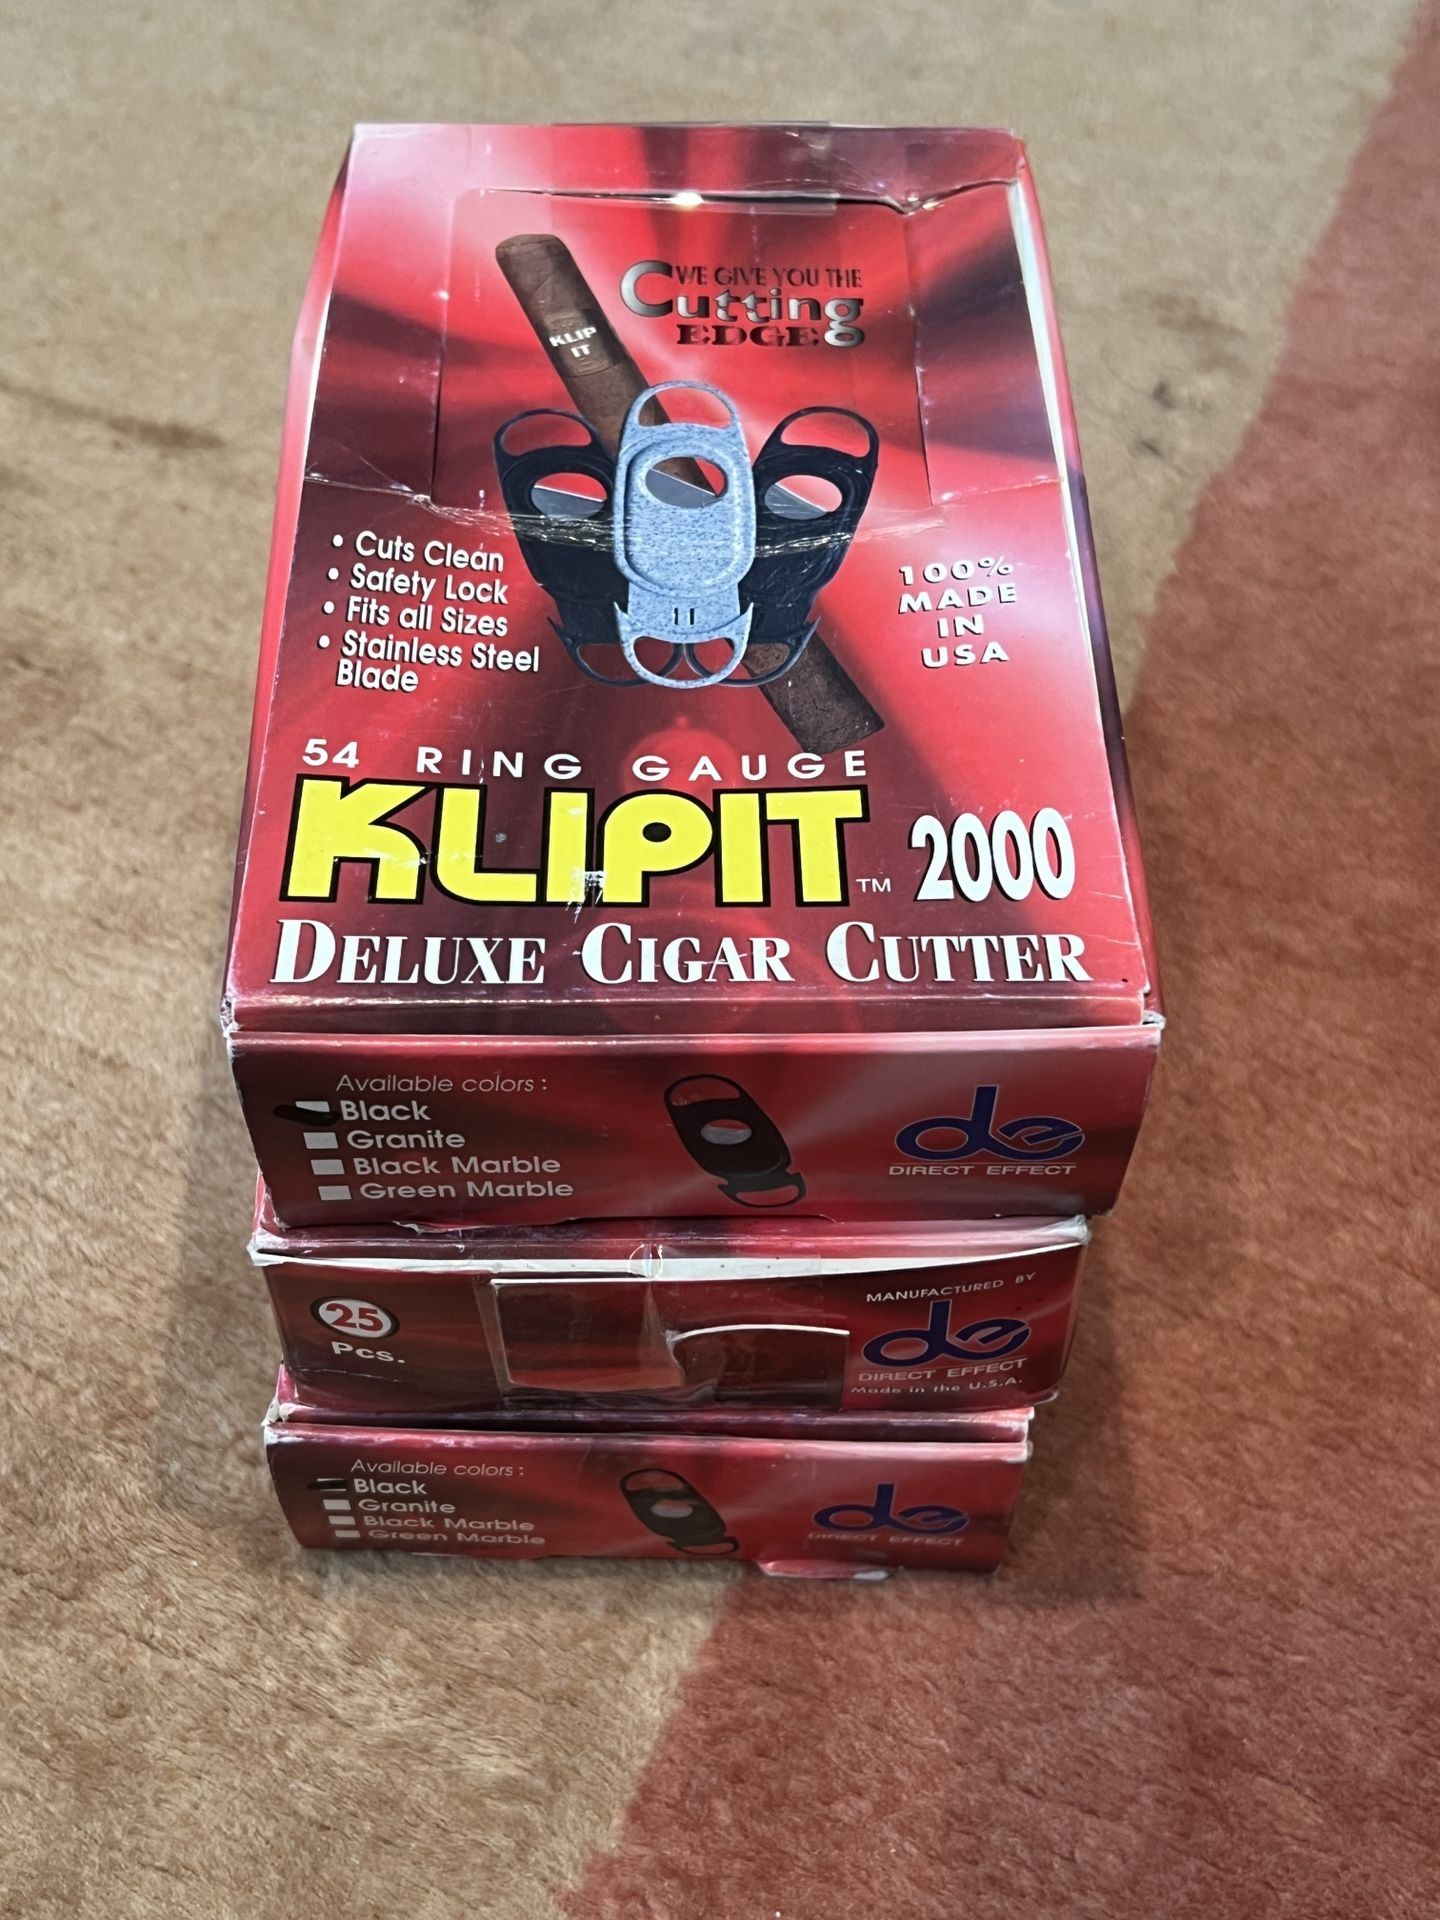 WE GIVE YOU THE
Cutting
EDGE
KLIP
IT
• Cuts Clean
• Safety Lock
• Fits all Sizes
• Stainless Steel
Blade
100%
MADE
IN
USA
54 RING GAUGE
KLIPIT™ 2000
DELUXE CIGAR CUTTER
Available colors:
Black
Granite
Black Marble
Green Marble
de
DIRECT EFFECT
25
Pcs.
MANUFACTURED BY
de
DIRECT EFFECT
Made in the U.S.A.
Available colors:
Black
Granite
Black Marble
Green Marble
de
DIRECT EFFECT